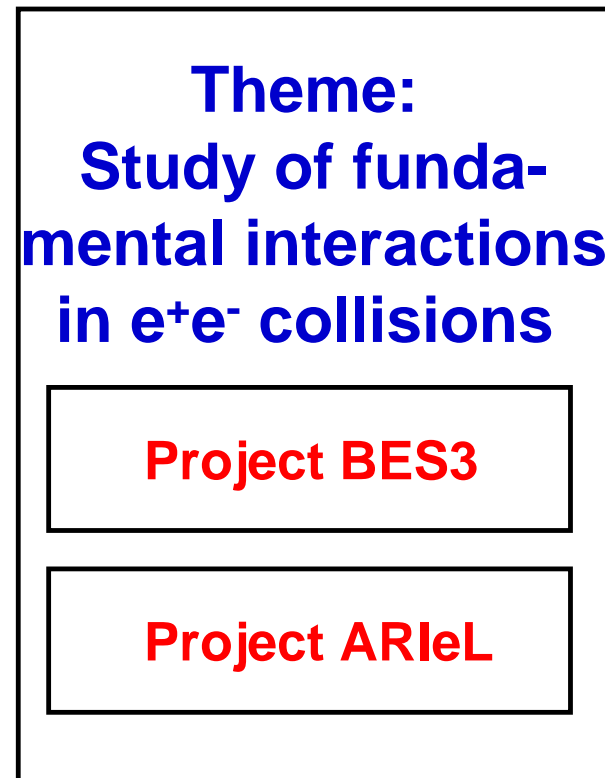 Theme:
Study of funda-
mental interactions
in e⁺e⁻ collisions
Project BES3
Project ARIeL